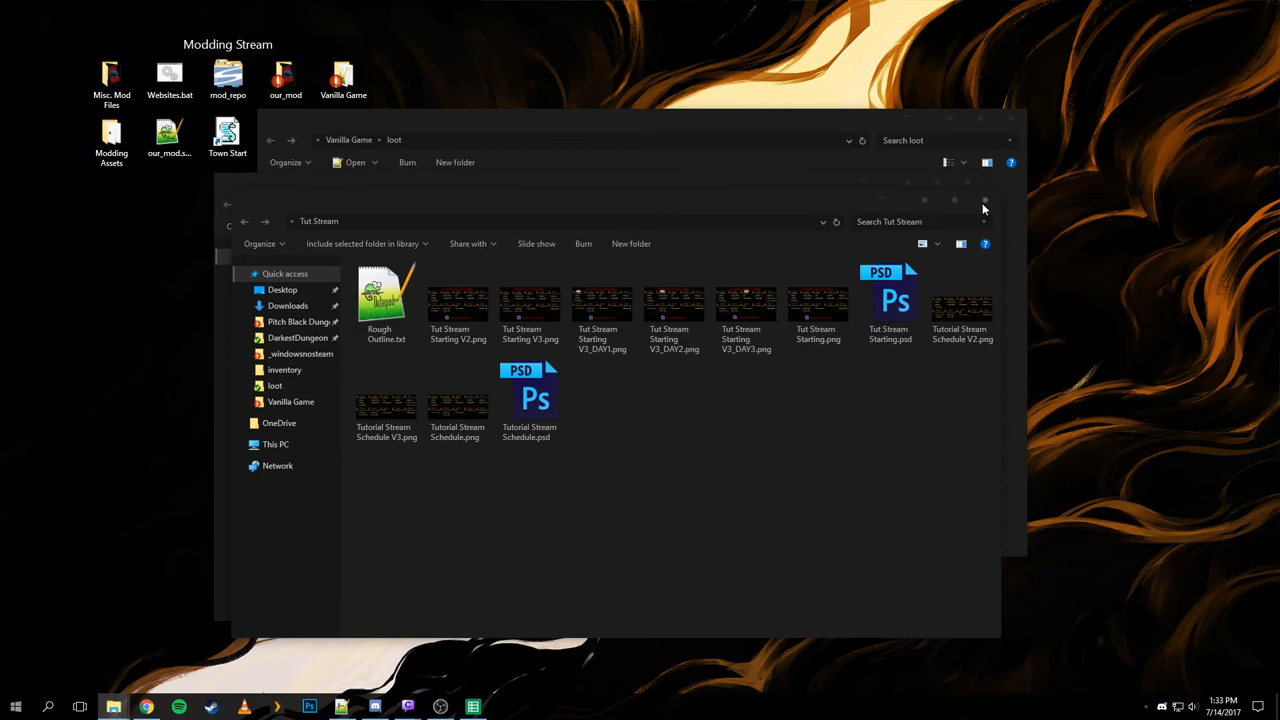 Modding Stream
Misc. Mod
Files
Websites.bat
mod_repo
our_mod
Vanilla Game
Modding
Assets
our_mod.s...
Town Start
Vanilla Game
loot
Search loot
Organize
Open
Burn
New folder
Tut Stream
Search Tut Stream
Organize
Include selected folder in library
Share with
Slide show
Burn
New folder
Quick access
Desktop
Downloads
Pitch Black Dung
DarkestDungeon
_windowsnosteam
inventory
loot
Vanilla Game
OneDrive
This PC
Network
Rough
Outline.txt
Tut Stream
Starting V2.png
Tut Stream
Starting V3.png
Tut Stream
Starting
V3_DAY1.png
Tut Stream
Starting
V3_DAY2.png
Tut Stream
Starting
V3_DAY3.png
Tut Stream
Starting.png
PSD
Ps
Tut Stream
Starting.psd
Tutorial Stream
Schedule V2.png
Tutorial Stream
Schedule V3.png
Tutorial Stream
Schedule.png
PSD
Ps
Tutorial Stream
Schedule.psd
Ps
1:33 PM
7/14/2017